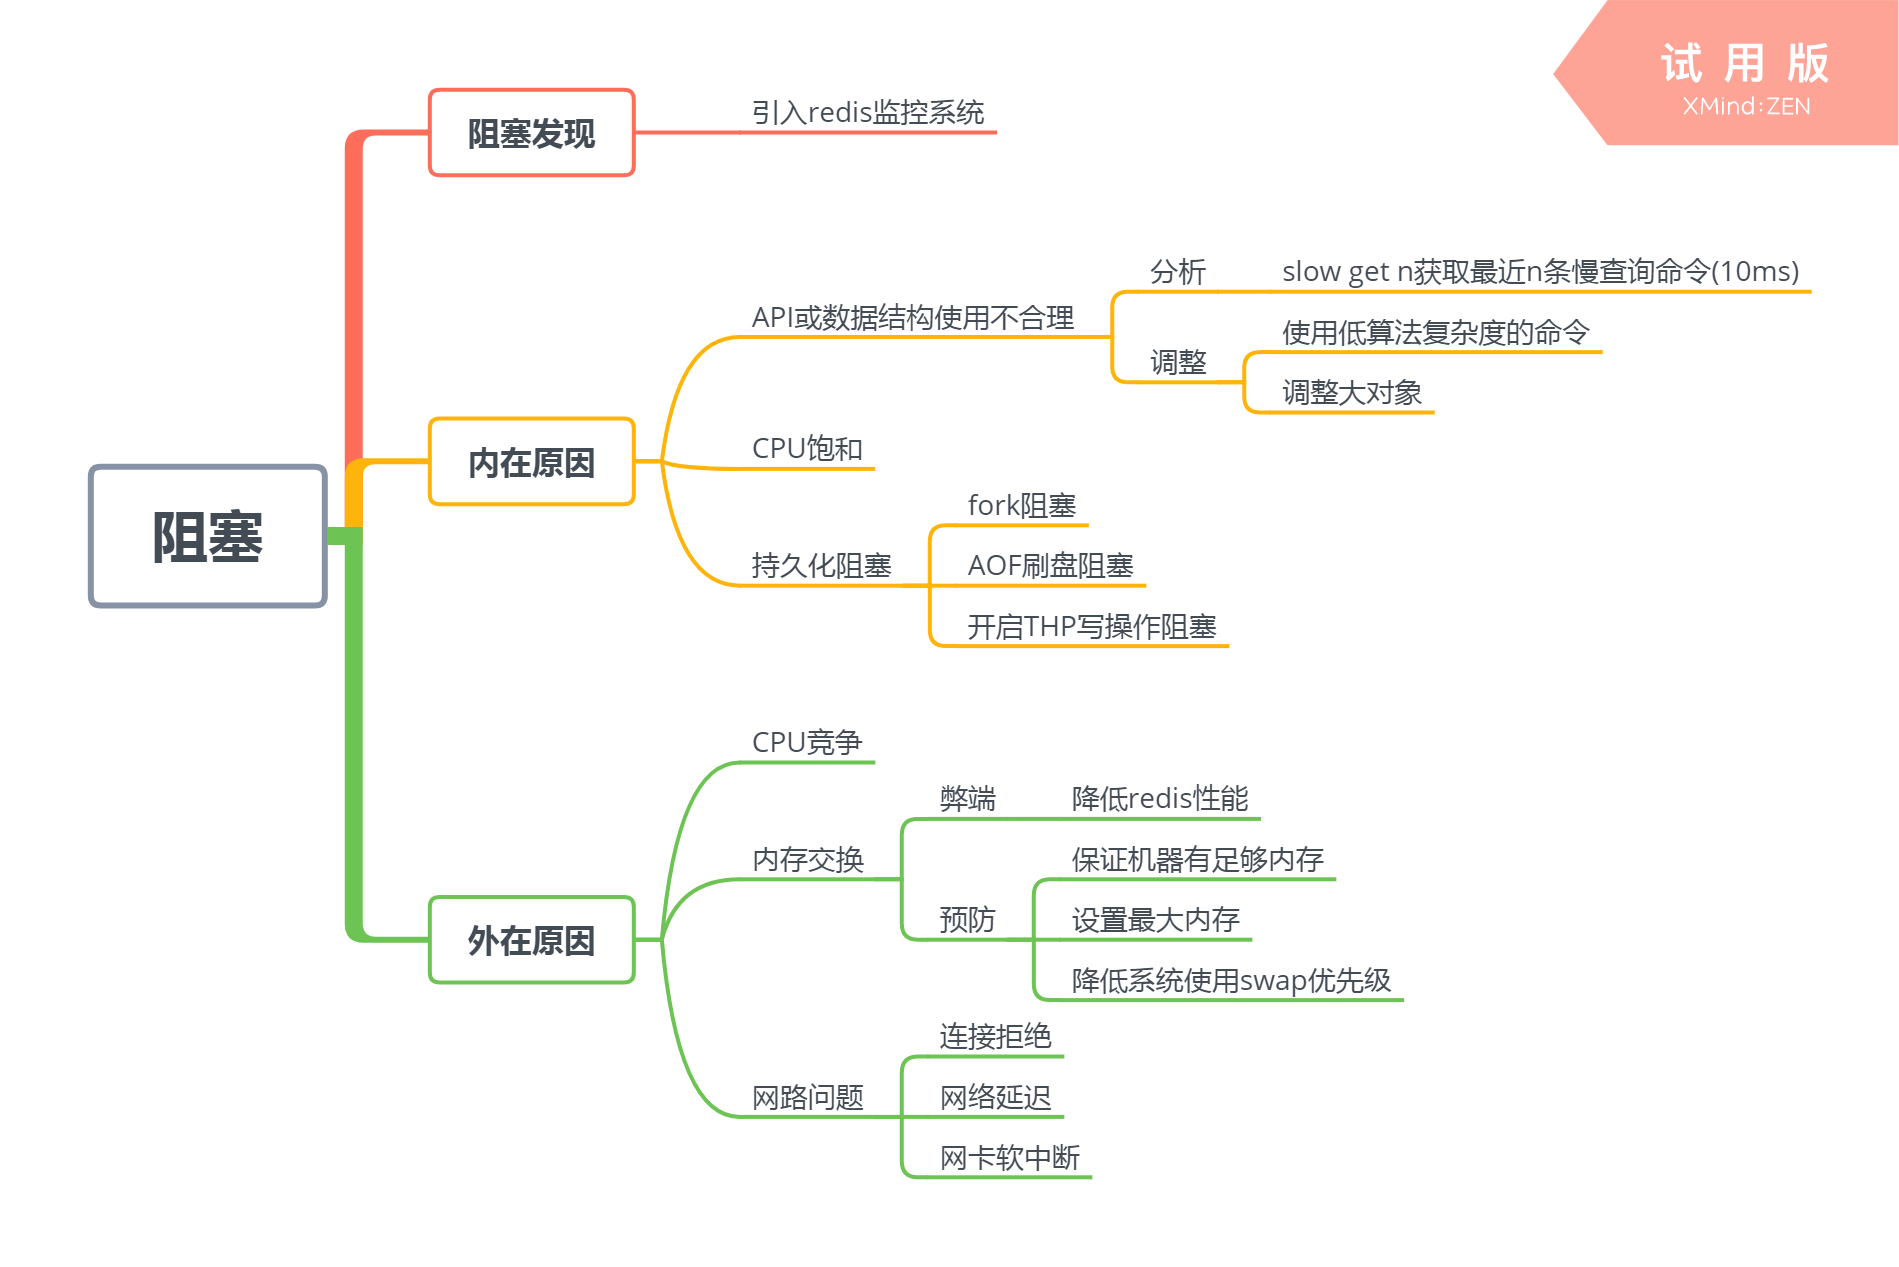 试 用 版
XMind:ZEN
阻塞
阻塞发现
引入redis监控系统
内在原因
API或数据结构使用不合理
分析
slow get n获取最近n条慢查询命令(10ms)
调整
使用低算法复杂度的命令
调整大对象
CPU饱和
持久化阻塞
fork阻塞
AOF刷盘阻塞
开启THP写操作阻塞
外在原因
CPU竞争
内存交换
弊端
降低redis性能
预防
保证机器有足够内存
设置最大内存
降低系统使用swap优先级
网路问题
连接拒绝
网络延迟
网卡软中断